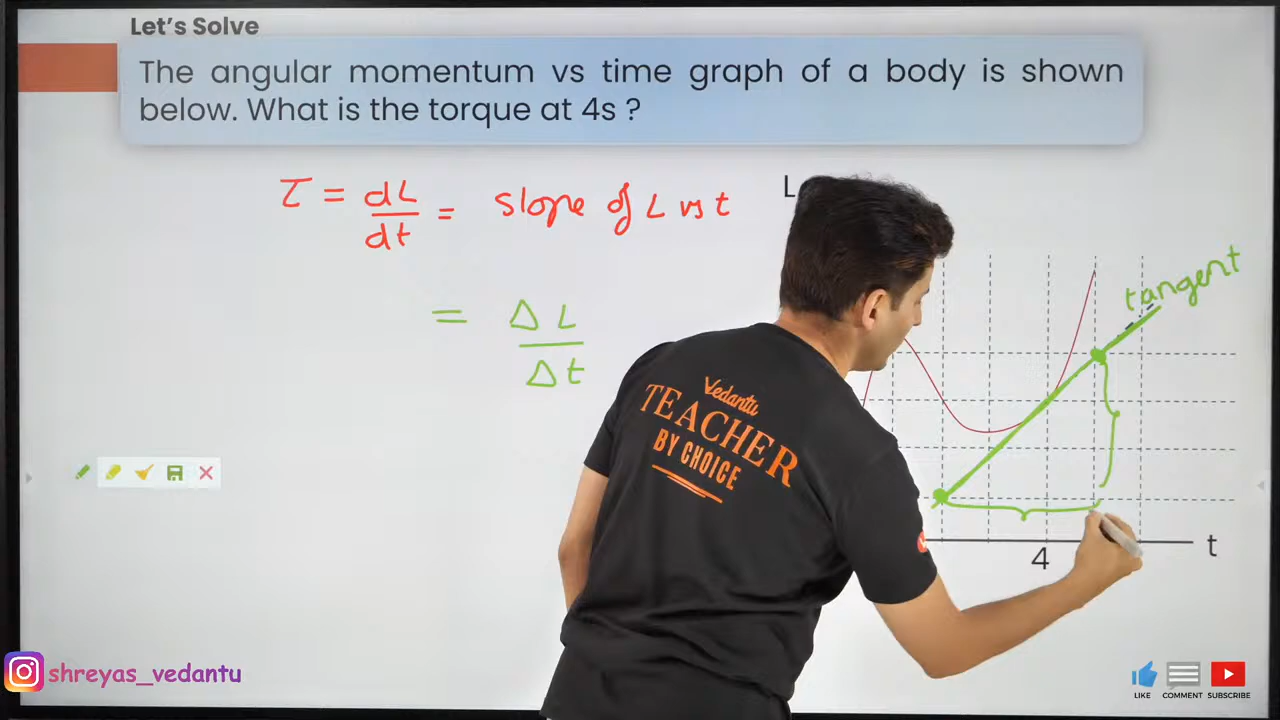 Let's Solve
The angular momentum vs time graph of a body is shown
below. What is the torque at 4s ?
τ = dL/dt = slope of L vs t
L
= ΔL/Δt
tangent
Vedantu
TEACHER
BY CHOICE
4
t
shreyas_vedantu
LIKE COMMENT SUBSCRIBE